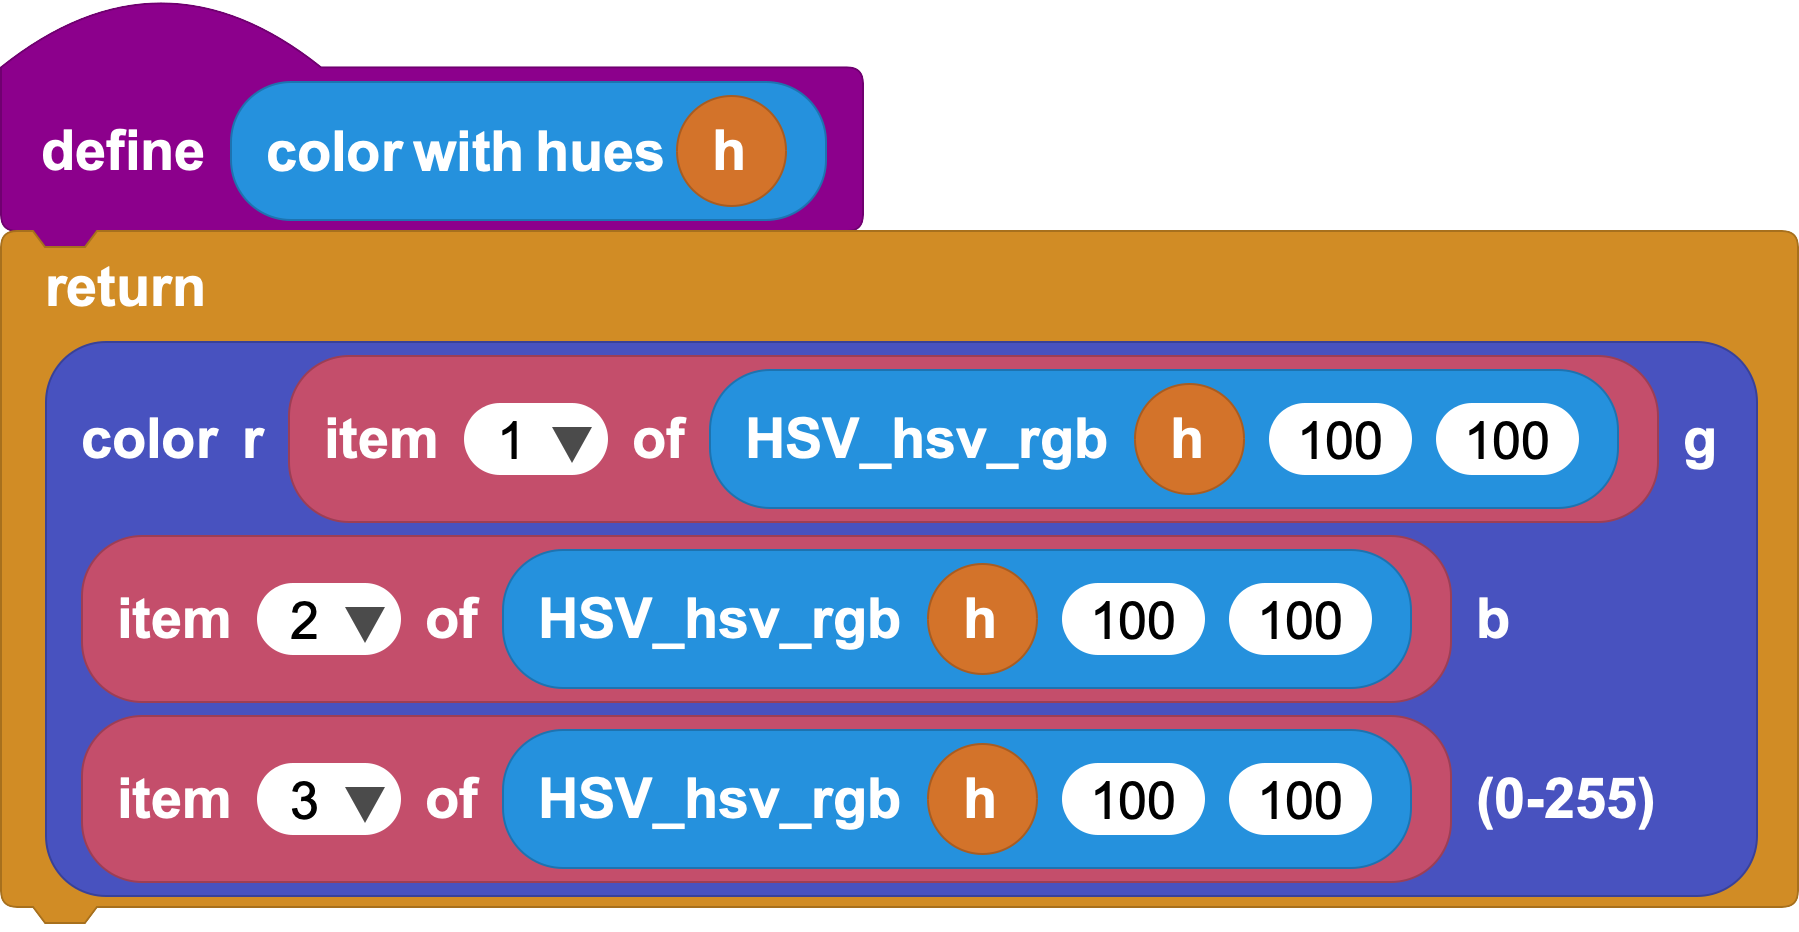 define color with hues h
return
color r item 1 of HSV_hsv_rgb h 100 100 g
item 2 of HSV_hsv_rgb h 100 100 b
item 3 of HSV_hsv_rgb h 100 100 (0-255)